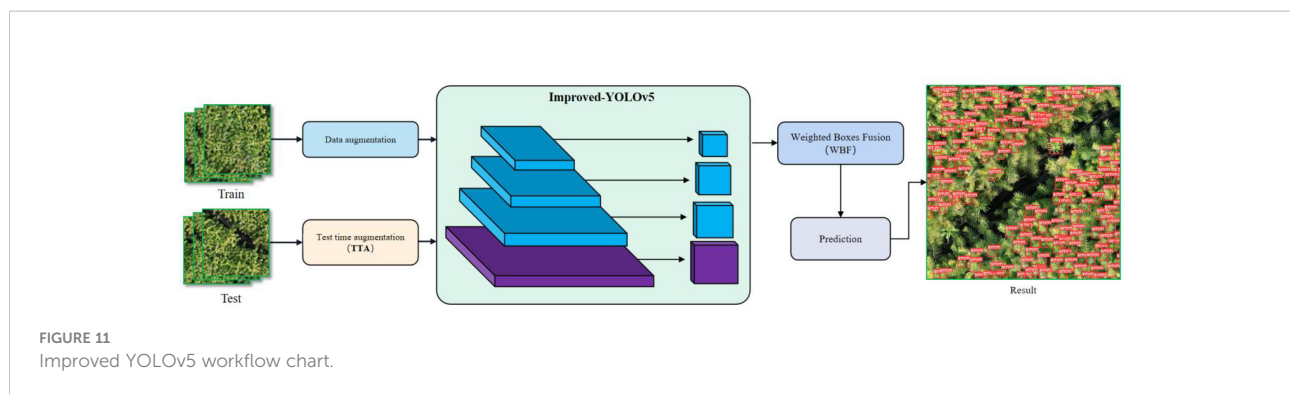 Improved-YOLOv5
Data augmentation
Train
Test time augmentation
(TTA)
Test
Weighted Boxes Fusion
(WBF)
Prediction
Result
FIGURE 11
Improved YOLOv5 workflow chart.